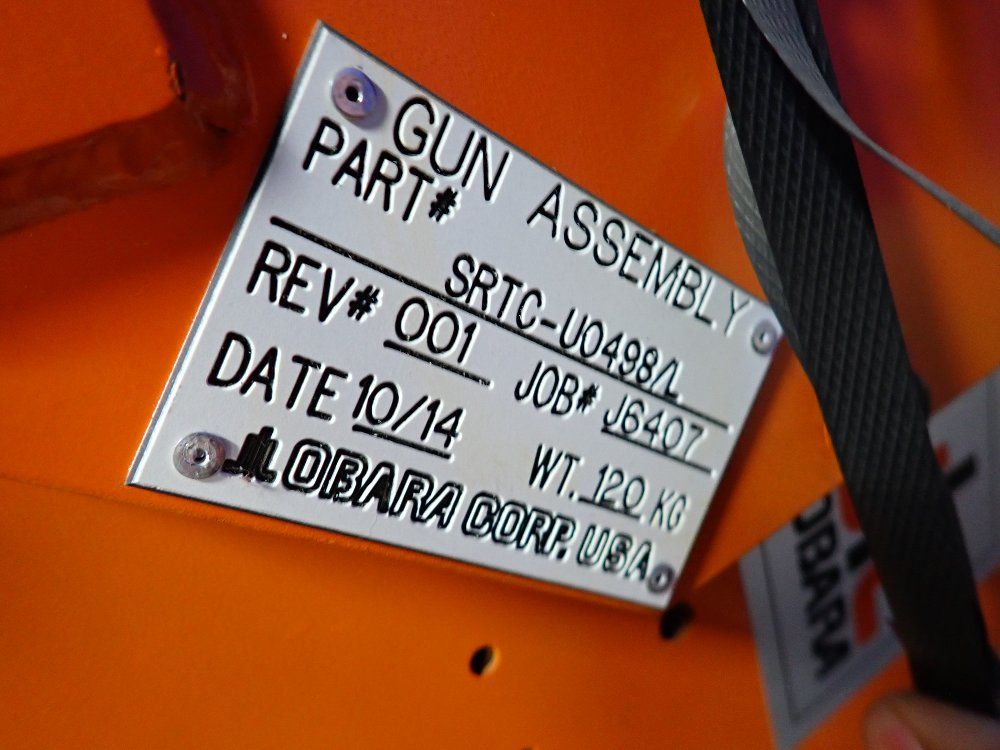 GUN ASSEMBLY
PART#
SRTC-U0498/L
REV# 001 JOB# J6407
DATE 10/14 WT. 120 KG
OBARA CORP. USA
OBARA